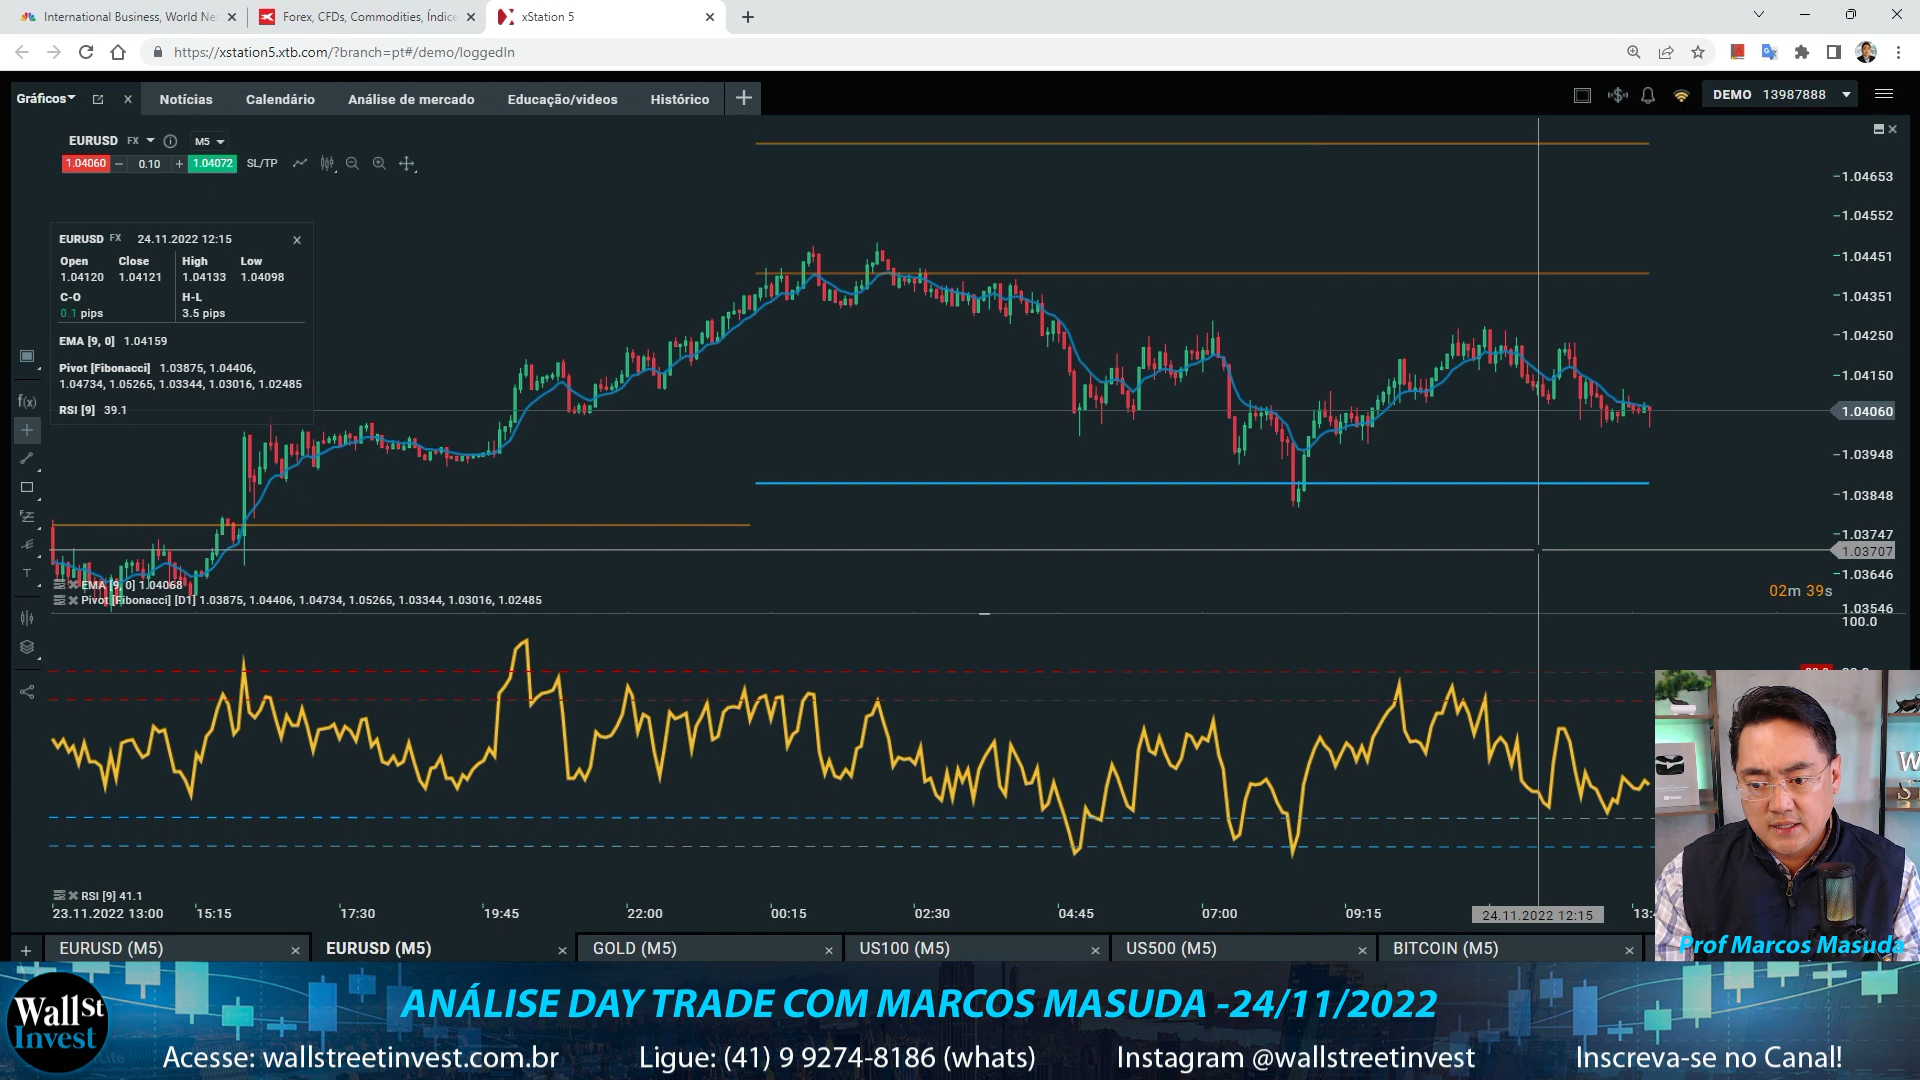 International Business, World Ne
Forex, CFDs, Commodities, Índice
xStation 5
https://xstation5.xtb.com/?branch=pt#/demo/loggedIn
Gráficos
Notícias
Calendário
Análise de mercado
Educação/videos
Histórico
DEMO 13987888
EURUSD FX M5
1.04060 − 0.10 + 1.04072 SL/TP
EURUSD FX 24.11.2022 12:15
Open Close High Low
1.04120 1.04121 1.04133 1.04098
C-O H-L
0.1 pips 3.5 pips
EMA [9, 0] 1.04159
Pivot [Fibonacci] 1.03875, 1.04406,
1.04734, 1.05265, 1.03344, 1.03016, 1.02485
RSI [9] 39.1
f(x)
T
1.04653
1.04552
1.04451
1.04351
1.04250
1.04150
1.04060
1.03948
1.03848
1.03747
1.03707
1.03646
1.03546
100.0
02m 39s
EMA [9, 0] 1.04068
Pivot [Fibonacci] [D1] 1.03875, 1.04406, 1.04734, 1.05265, 1.03344, 1.03016, 1.02485
RSI [9] 41.1
23.11.2022 13:00 15:15 17:30 19:45 22:00 00:15 02:30 04:45 07:00 09:15 24.11.2022 12:15 13:
EURUSD (M5)
EURUSD (M5)
GOLD (M5)
US100 (M5)
US500 (M5)
BITCOIN (M5)
Prof Marcos Masuda
Wall St
Invest
ANÁLISE DAY TRADE COM MARCOS MASUDA -24/11/2022
Acesse: wallstreetinvest.com.br
Ligue: (41) 9 9274-8186 (whats)
Instagram @wallstreetinvest
Inscreva-se no Canal!